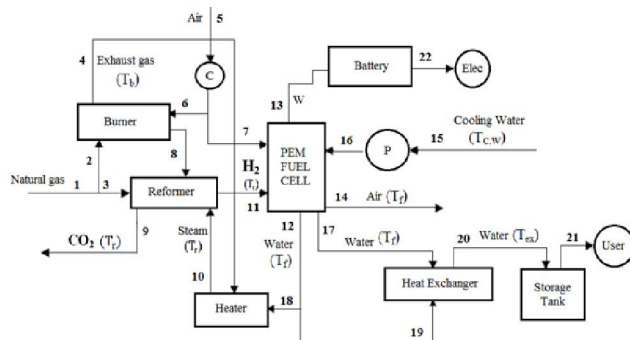 Air 5
4 Exhaust gas
(Tb)
C
Battery
22
Elec
13 W
6
Burner
7
16
P
15
Cooling Water
(TC.W)
2
8
Natural gas
1
3
Reformer
H2
(Tr)
11
PEM
FUEL
CELL
14 Air (Tf)
CO2 (Tr)
9
Steam
(Tr)
10
12
Water
(Tf)
17
Water (Tf)
20 Water (Tex)
21
User
Heat Exchanger
Storage
Tank
Heater
18
19